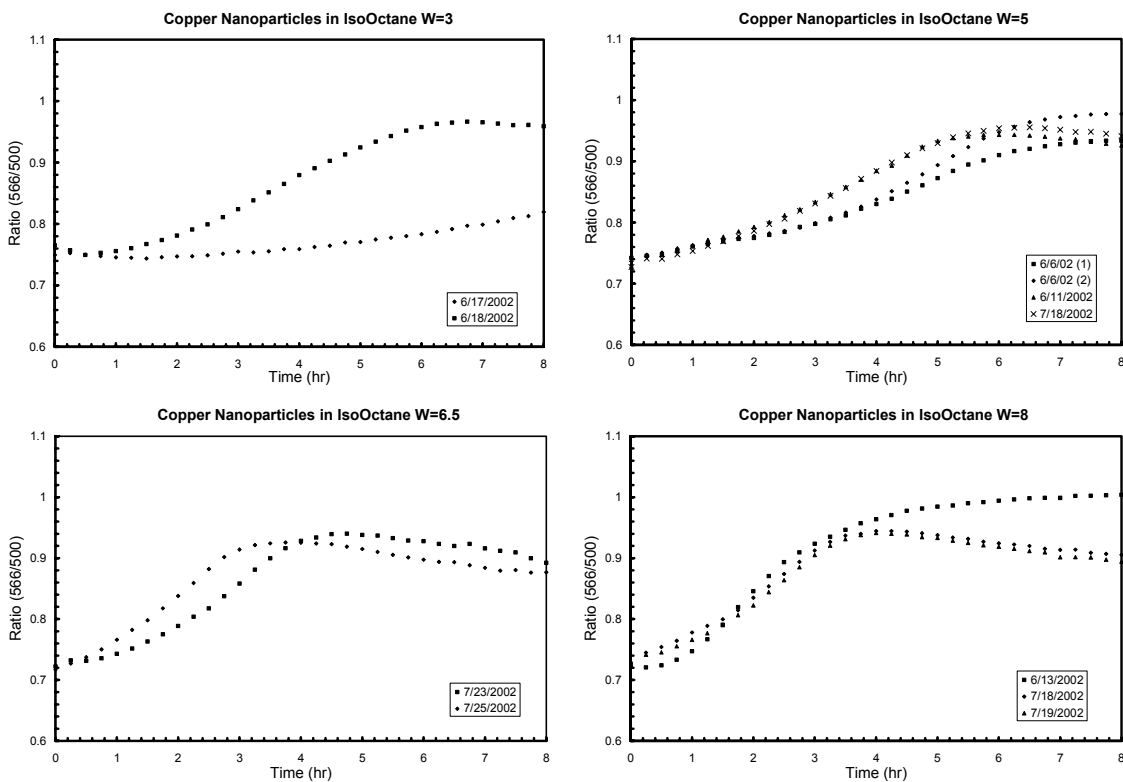 Copper Nanoparticles in IsoOctane W=3
1.1
1
0.9
0.8
0.7
0.6
Ratio (566/500)
0 1 2 3 4 5 6 7 8
Time (hr)
6/17/2002
6/18/2002
Copper Nanoparticles in IsoOctane W=5
1.1
1
0.9
0.8
0.7
0.6
Ratio (566/500)
0 1 2 3 4 5 6 7 8
Time (hr)
6/6/02 (1)
6/6/02 (2)
6/11/2002
7/18/2002
Copper Nanoparticles in IsoOctane W=6.5
1.1
1
0.9
0.8
0.7
0.6
Ratio (566/500)
0 1 2 3 4 5 6 7 8
Time (hr)
7/23/2002
7/25/2002
Copper Nanoparticles in IsoOctane W=8
1.1
1
0.9
0.8
0.7
0.6
Ratio (566/500)
0 1 2 3 4 5 6 7 8
Time (hr)
6/13/2002
7/18/2002
7/19/2002